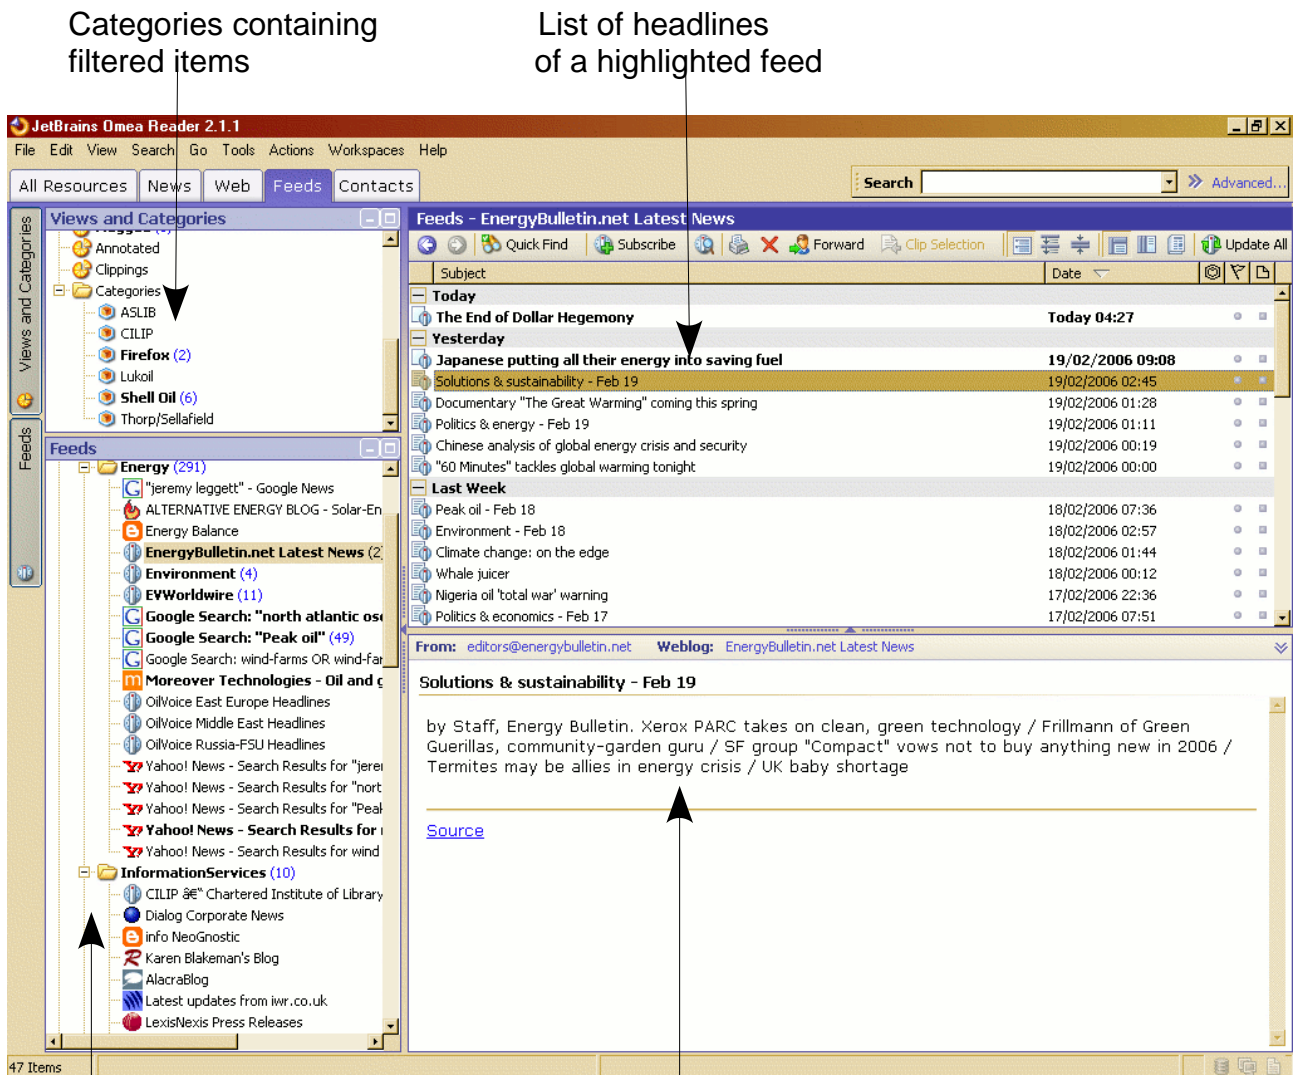 Categories containing
filtered items
List of headlines
of a highlighted feed
JetBrains Omea Reader 2.1.1
File Edit View Search Go Tools Actions Workspaces Help
All Resources News Web Feeds Contacts
Search Advanced...
Views and Categories
Feeds
Views and Categories
Annotated
Clippings
Categories
ASLIB
CILIP
Firefox (2)
Lukoil
Shell Oil (6)
Thorp/Sellafield
Feeds
Energy (291)
"jeremy leggett" - Google News
ALTERNATIVE ENERGY BLOG - Solar-En
Energy Balance
EnergyBulletin.net Latest News (2)
Environment (4)
EVWorldwire (11)
Google Search: "north atlantic os
Google Search: "Peak oil" (49)
Google Search: wind-farms OR wind-far
Moreover Technologies - Oil and g
OilVoice East Europe Headlines
OilVoice Middle East Headlines
OilVoice Russia-FSU Headlines
Yahoo! News - Search Results for "jere
Yahoo! News - Search Results for "nort
Yahoo! News - Search Results for "Peak
Yahoo! News - Search Results for
Yahoo! News - Search Results for wind
InformationServices (10)
CILIP â€“ Chartered Institute of Library
Dialog Corporate News
info NeoGnostic
Karen Blakeman's Blog
AlacraBlog
Latest updates from iwr.co.uk
LexisNexis Press Releases
Feeds - EnergyBulletin.net Latest News
Quick Find Subscribe Forward Clip Selection Update All
Subject Date
Today
The End of Dollar Hegemony Today 04:27
Yesterday
Japanese putting all their energy into saving fuel 19/02/2006 09:08
Solutions & sustainability - Feb 19 19/02/2006 02:45
Documentary "The Great Warming" coming this spring 19/02/2006 01:28
Politics & energy - Feb 19 19/02/2006 01:11
Chinese analysis of global energy crisis and security 19/02/2006 00:19
"60 Minutes" tackles global warming tonight 19/02/2006 00:00
Last Week
Peak oil - Feb 18 18/02/2006 07:36
Environment - Feb 18 18/02/2006 02:57
Climate change: on the edge 18/02/2006 01:44
Whale juicer 18/02/2006 00:12
Nigeria oil 'total war' warning 17/02/2006 22:36
Politics & economics - Feb 17 17/02/2006 07:51
From: editors@energybulletin.net Weblog: EnergyBulletin.net Latest News
Solutions & sustainability - Feb 19
by Staff, Energy Bulletin. Xerox PARC takes on clean, green technology / Frillmann of Green
Guerillas, community-garden guru / SF group "Compact" vows not to buy anything new in 2006 /
Termites may be allies in energy crisis / UK baby shortage
Source
47 Items